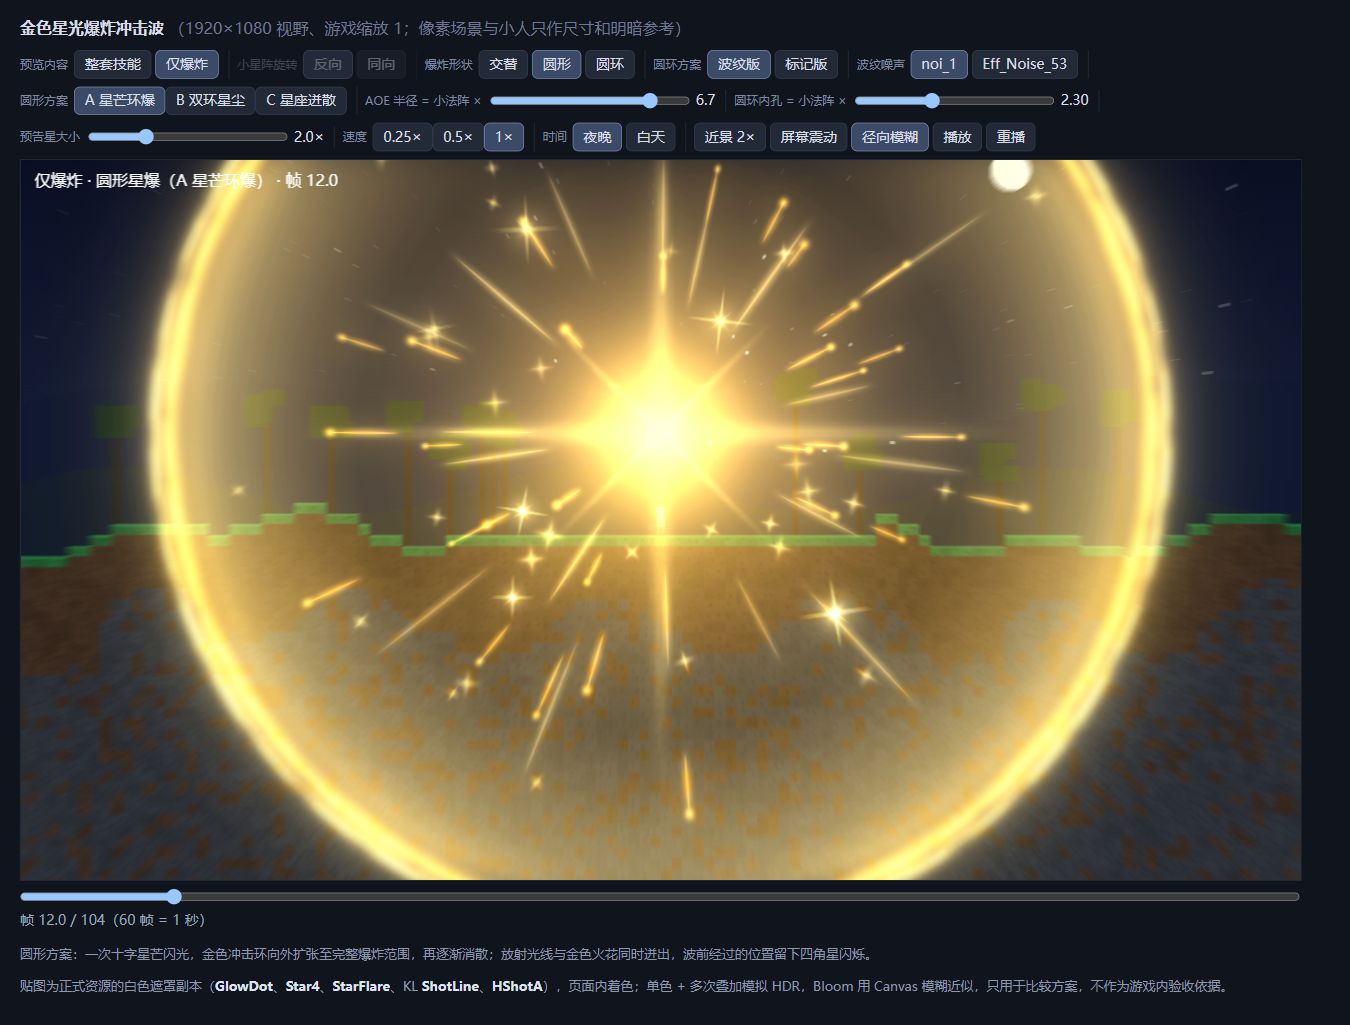 金色星光爆炸冲击波 （1920×1080 视野、游戏缩放 1；像素场景与小人只作尺寸和明暗参考）
预览内容 整套技能 仅爆炸 小星阵旋转 反向 同向 爆炸形状 交替 圆形 圆环 圆环方案 波纹版 标记版 波纹噪声 noi_1 Eff_Noise_53
圆形方案 A 星芒环爆 B 双环星尘 C 星座迸散 AOE 半径 = 小法阵 × 6.7 圆环内孔 = 小法阵 × 2.30
预告星大小 2.0× 速度 0.25× 0.5× 1× 时间 夜晚 白天 近景 2× 屏幕震动 径向模糊 播放 重播
仅爆炸 · 圆形星爆（A 星芒环爆） · 帧 12.0
帧 12.0 / 104（60 帧 = 1 秒）
圆形方案：一次十字星芒闪光，金色冲击环向外扩张至完整爆炸范围，再逐渐消散；放射光线与金色火花同时迸出，波前经过的位置留下四角星闪烁。
贴图为正式资源的白色遮罩副本（GlowDot、Star4、StarFlare、KL ShotLine、HShotA），页面内着色；单色 + 多次叠加模拟 HDR，Bloom 用 Canvas 模糊近似，只用于比较方案，不作为游戏内验收依据。